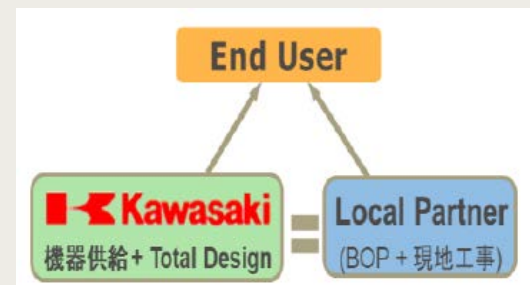 End User
Kawasaki
機器供給+ Total Design
Local Partner
(BOP + 現地工事)